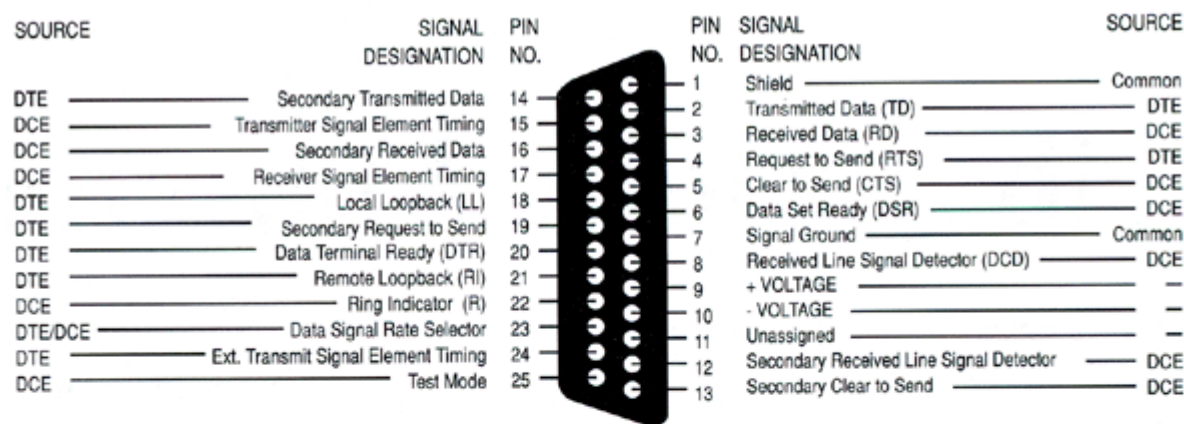 SOURCE SIGNAL DESIGNATION PIN NO.
DTE Secondary Transmitted Data 14
DCE Transmitter Signal Element Timing 15
DCE Secondary Received Data 16
DCE Receiver Signal Element Timing 17
DTE Local Loopback (LL) 18
DTE Secondary Request to Send 19
DTE Data Terminal Ready (DTR) 20
DTE Remote Loopback (RI) 21
DCE Ring Indicator (R) 22
DTE/DCE Data Signal Rate Selector 23
DTE Ext. Transmit Signal Element Timing 24
DCE Test Mode 25
PIN NO. SIGNAL DESIGNATION SOURCE
1 Shield Common
2 Transmitted Data (TD) DTE
3 Received Data (RD) DCE
4 Request to Send (RTS) DTE
5 Clear to Send (CTS) DCE
6 Data Set Ready (DSR) DCE
7 Signal Ground Common
8 Received Line Signal Detector (DCD) DCE
9 + VOLTAGE –
10 - VOLTAGE –
11 Unassigned –
12 Secondary Received Line Signal Detector DCE
13 Secondary Clear to Send DCE